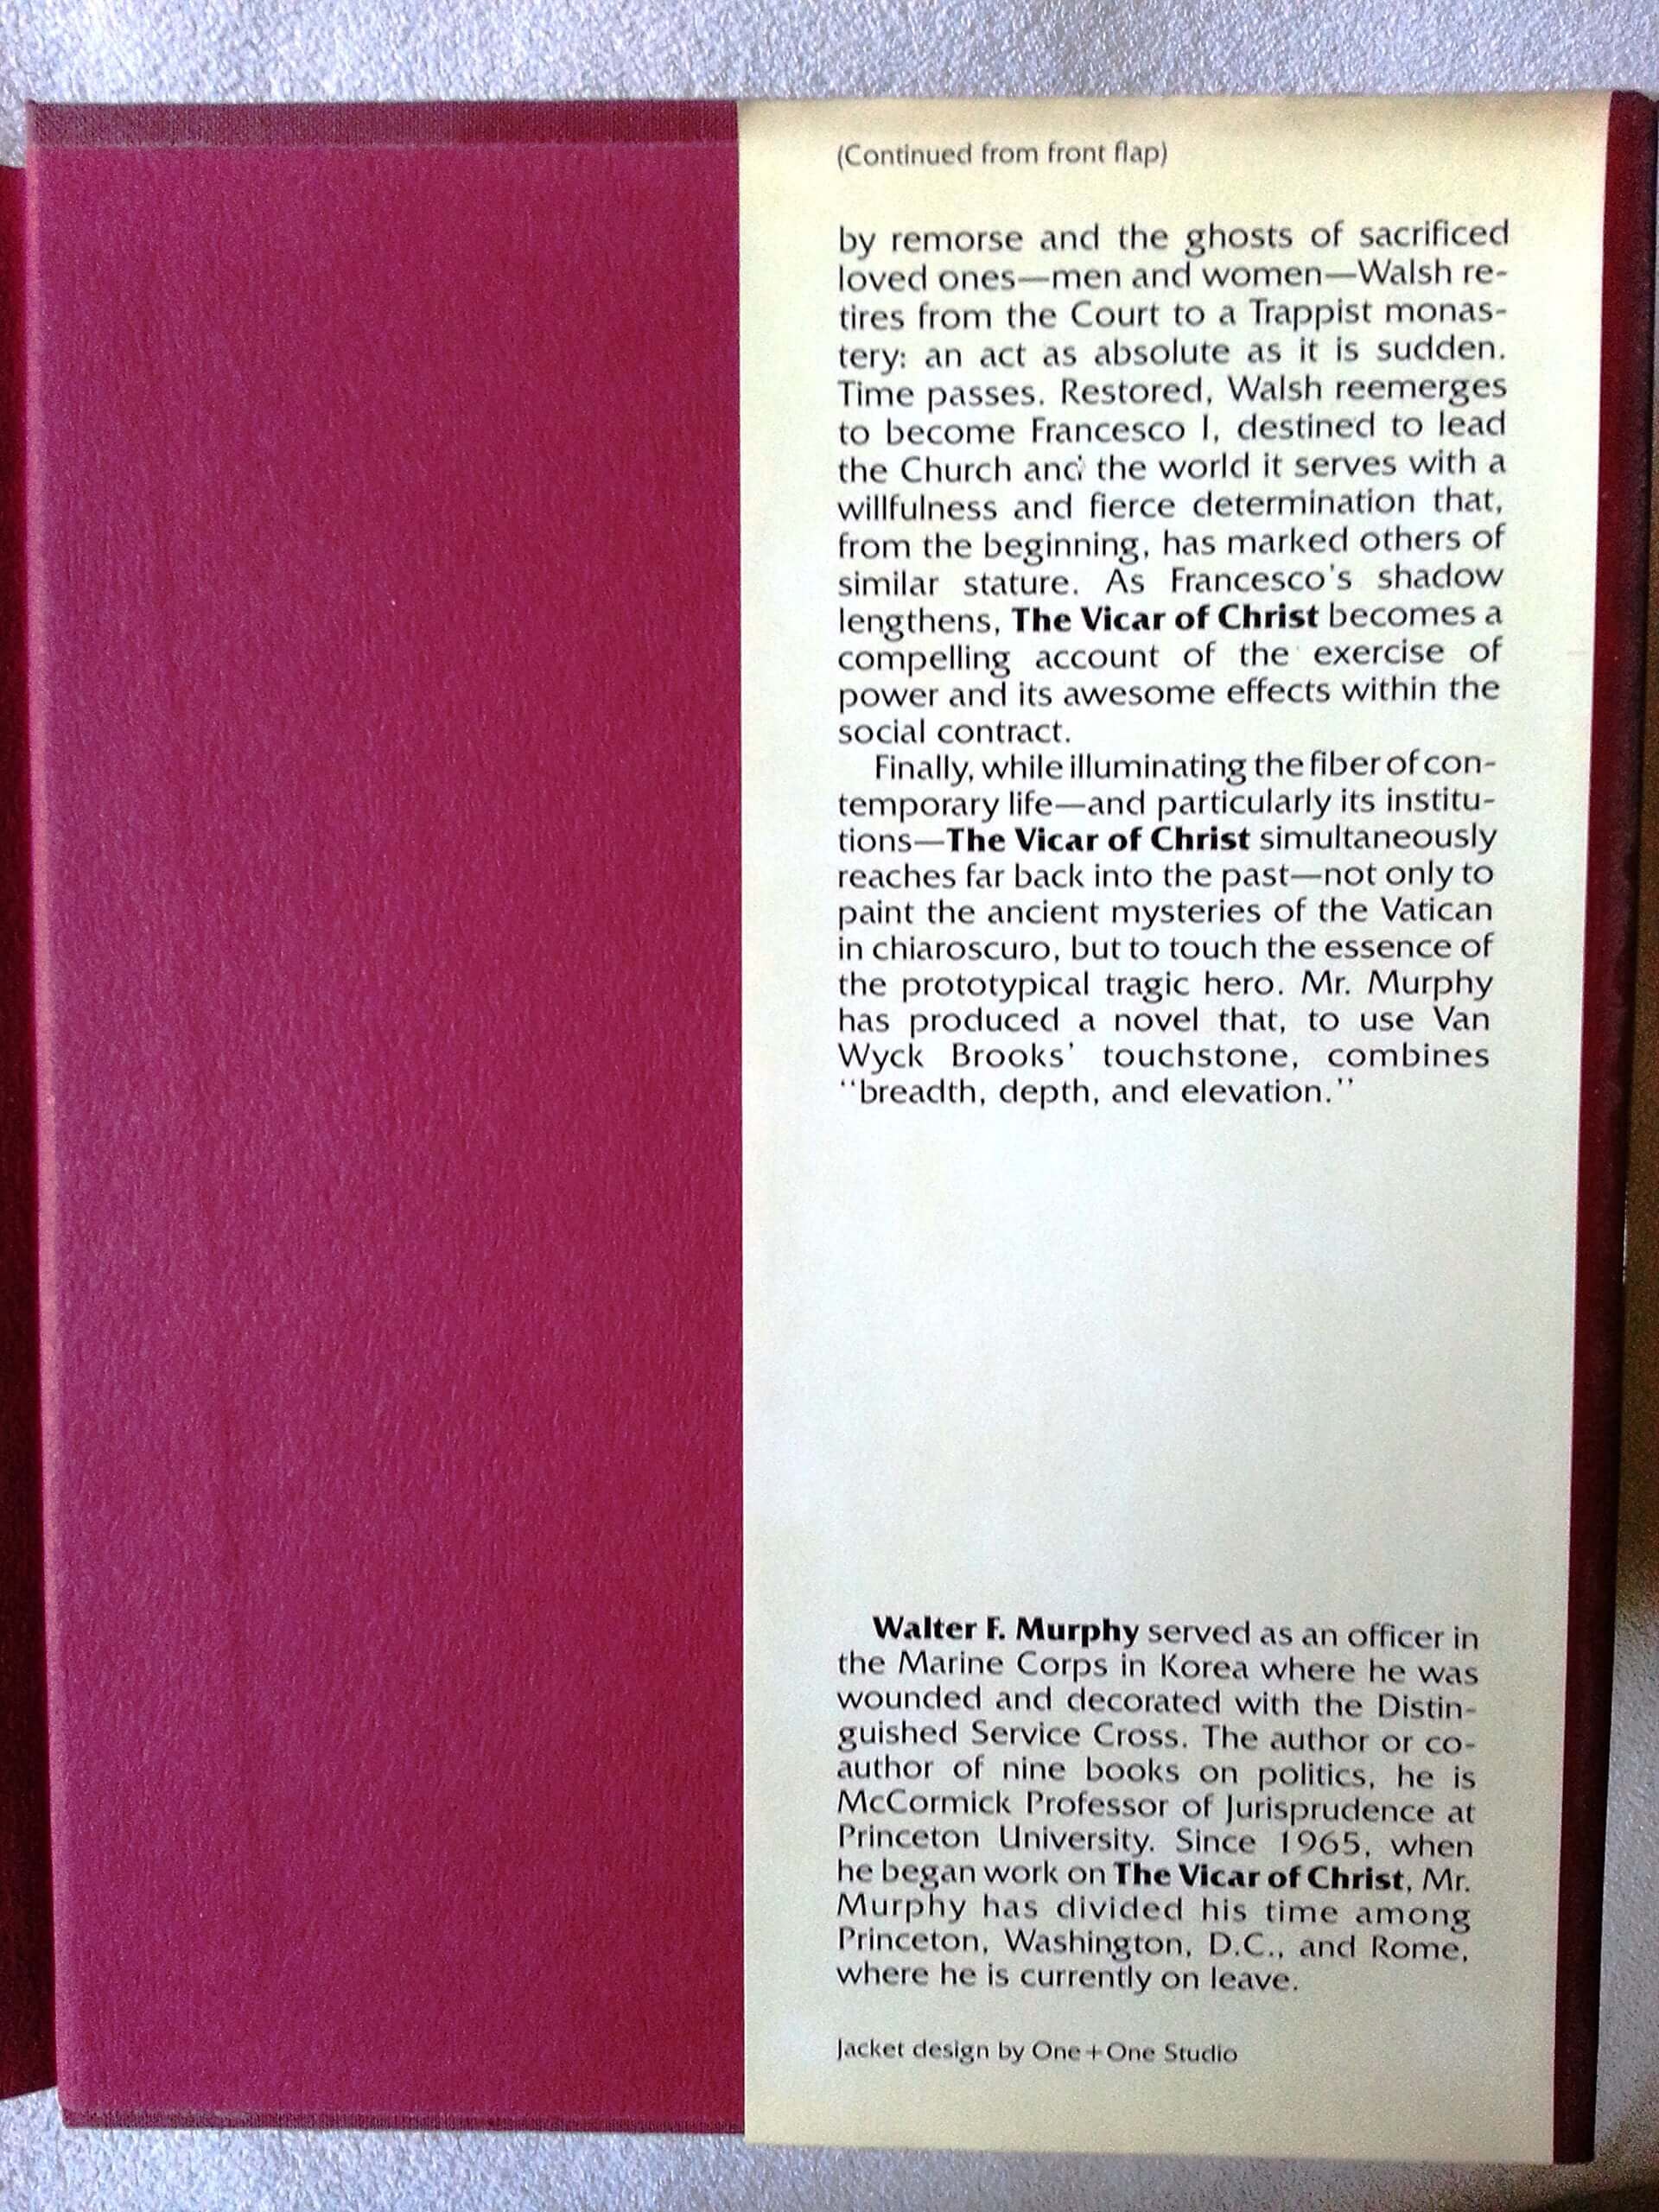 (Continued from front flap)
by remorse and the ghosts of sacrificed
loved ones—men and women—Walsh re-
tires from the Court to a Trappist monas-
tery: an act as absolute as it is sudden.
Time passes. Restored, Walsh reemerges
to become Francesco I, destined to lead
the Church and the world it serves with a
willfulness and fierce determination that,
from the beginning, has marked others of
similar stature. As Francesco's shadow
lengthens, The Vicar of Christ becomes a
compelling account of the exercise of
power and its awesome effects within the
social contract.
Finally, while illuminating the fiber of con-
temporary life—and particularly its institu-
tions—The Vicar of Christ simultaneously
reaches far back into the past—not only to
paint the ancient mysteries of the Vatican
in chiaroscuro, but to touch the essence of
the prototypical tragic hero. Mr. Murphy
has produced a novel that, to use Van
Wyck Brooks' touchstone, combines
"breadth, depth, and elevation."
Walter F. Murphy served as an officer in
the Marine Corps in Korea where he was
wounded and decorated with the Distin-
guished Service Cross. The author or co-
author of nine books on politics, he is
McCormick Professor of Jurisprudence at
Princeton University. Since 1965, when
he began work on The Vicar of Christ, Mr.
Murphy has divided his time among
Princeton, Washington, D.C., and Rome,
where he is currently on leave.
Jacket design by One+One Studio